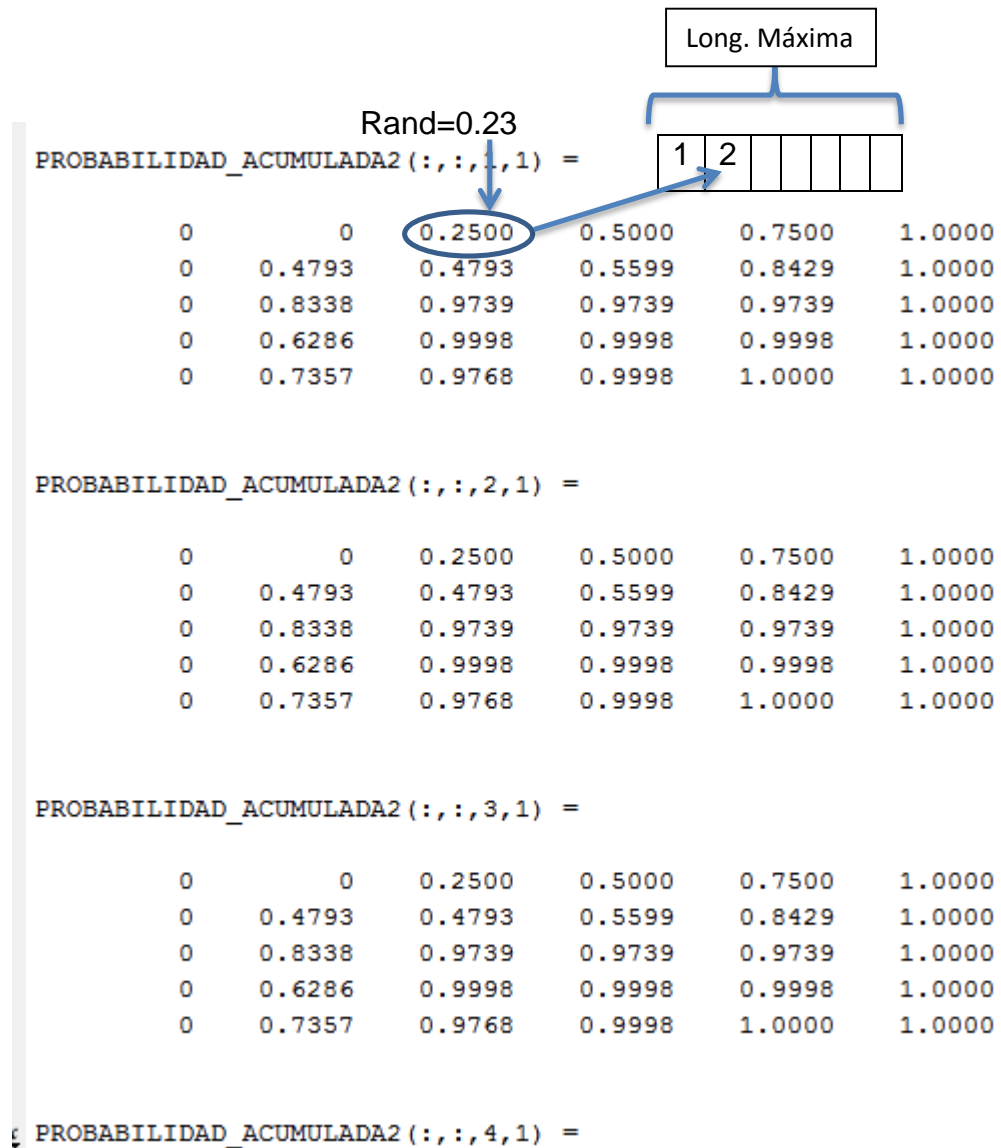 Long. Máxima
Rand=0.23
PROBABILIDAD_ACUMULADA2(:,:,1,1) =
1 2
0 0 0.2500 0.5000 0.7500 1.0000
0 0.4793 0.4793 0.5599 0.8429 1.0000
0 0.8338 0.9739 0.9739 0.9739 1.0000
0 0.6286 0.9998 0.9998 0.9998 1.0000
0 0.7357 0.9768 0.9998 1.0000 1.0000
PROBABILIDAD_ACUMULADA2(:,:,2,1) =
0 0 0.2500 0.5000 0.7500 1.0000
0 0.4793 0.4793 0.5599 0.8429 1.0000
0 0.8338 0.9739 0.9739 0.9739 1.0000
0 0.6286 0.9998 0.9998 0.9998 1.0000
0 0.7357 0.9768 0.9998 1.0000 1.0000
PROBABILIDAD_ACUMULADA2(:,:,3,1) =
0 0 0.2500 0.5000 0.7500 1.0000
0 0.4793 0.4793 0.5599 0.8429 1.0000
0 0.8338 0.9739 0.9739 0.9739 1.0000
0 0.6286 0.9998 0.9998 0.9998 1.0000
0 0.7357 0.9768 0.9998 1.0000 1.0000
PROBABILIDAD_ACUMULADA2(:,:,4,1) =